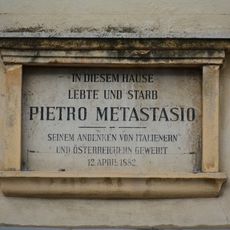 IN DIESEM HAUSE
LEBTE UND STARB
PIETRO METASTASIO
SEINEM ANDENKEN VON ITALIENERN
UND ÖSTERREICHERN GEWEIHT
12. APRIL 1882.